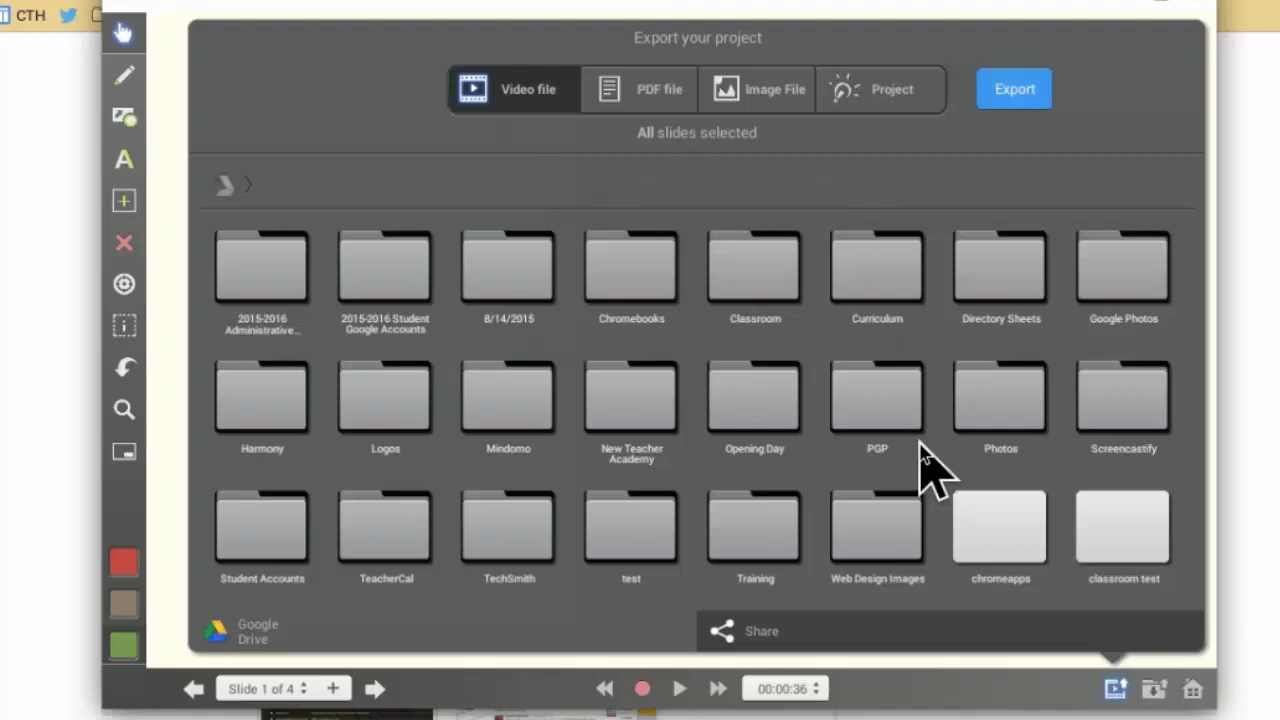 CTH
Export your project
Video file
PDF file
Image File
Project
Export
All slides selected
2015-2016
Administrative...
2015-2016 Student
Google Accounts
8/14/2015
Chromebooks
Classroom
Curriculum
Directory Sheets
Google Photos
Harmony
Logos
Mindomo
New Teacher
Academy
Opening Day
PGP
Photos
Screencastify
Student Accounts
TeacherCal
TechSmith
test
Training
Web Design Images
chromeapps
classroom test
Google
Drive
Share
Slide 1 of 4
00:00:36